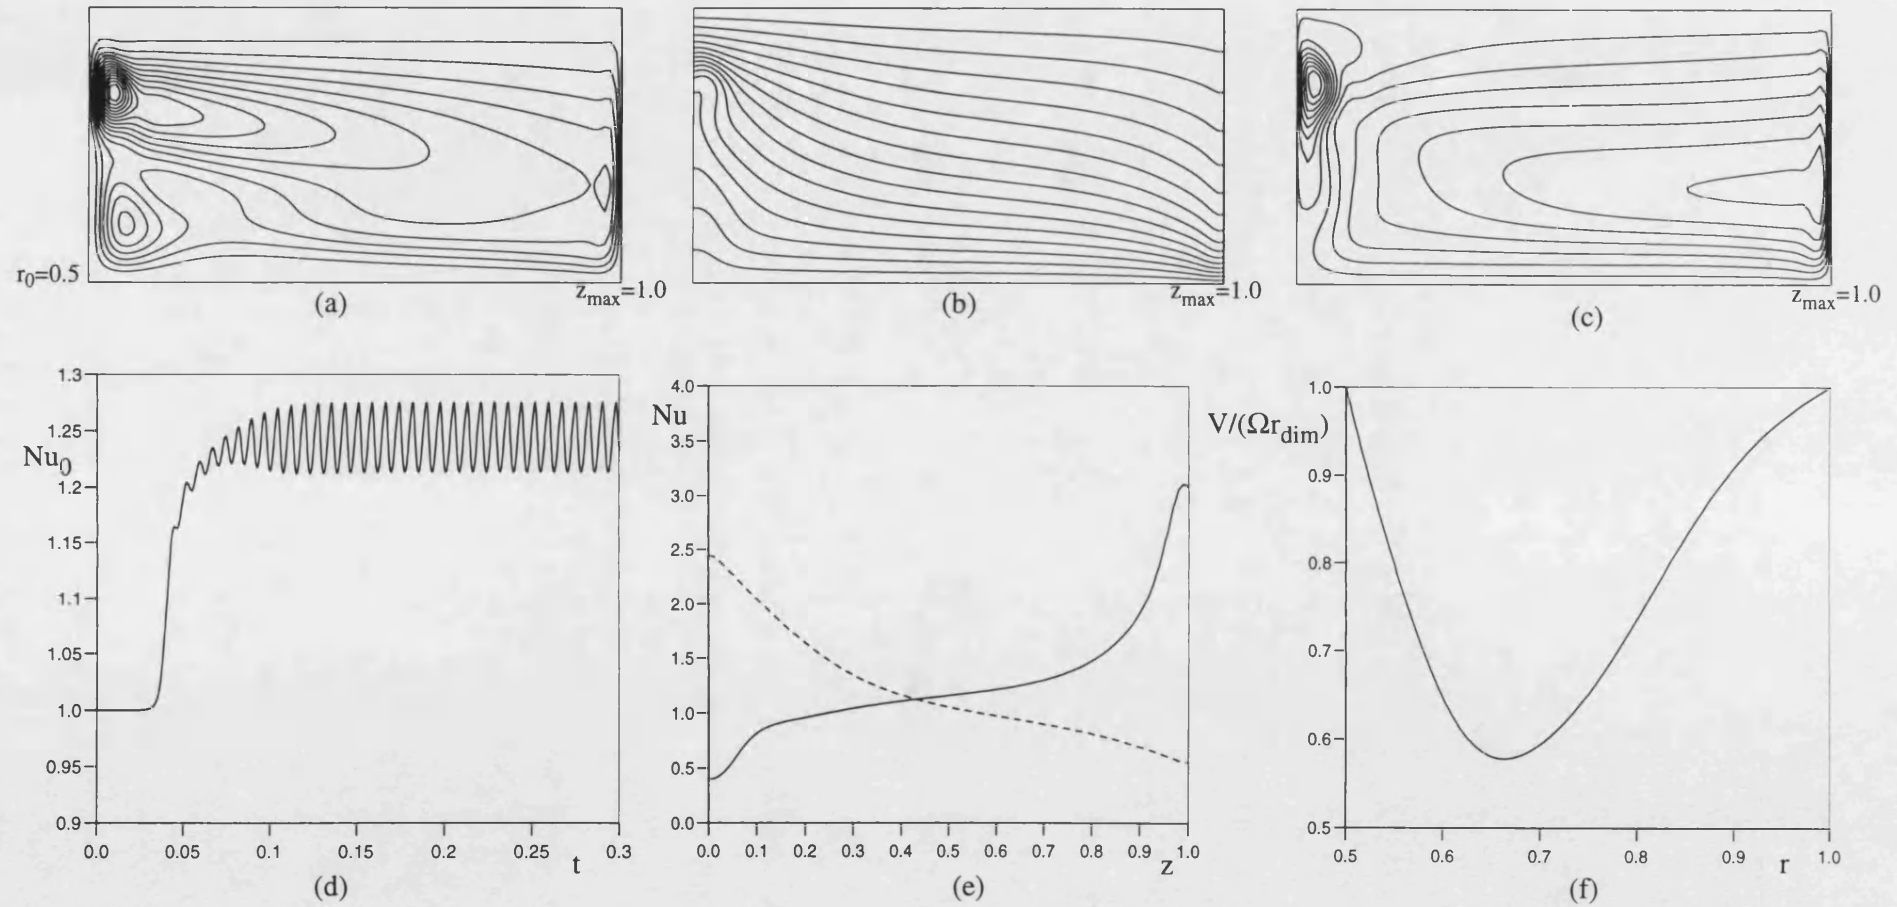 r₀=0.5
(a)
z_max=1.0
(b)
z_max=1.0
(c)
z_max=1.0
1.3
1.25
Nu₀
1.2
1.15
1.1
1.05
1.0
0.95
0.9
0.0 0.05 0.1 0.15 0.2 0.25 0.3
t
(d)
4.0
Nu
3.5
3.0
2.5
2.0
1.5
1.0
0.5
0.0
0.0 0.1 0.2 0.3 0.4 0.5 0.6 0.7 0.8 0.9 1.0
z
(e)
1.0
V/(Ωr_dim)
0.9
0.8
0.7
0.6
0.5
0.5 0.6 0.7 0.8 0.9 1.0
r
(f)